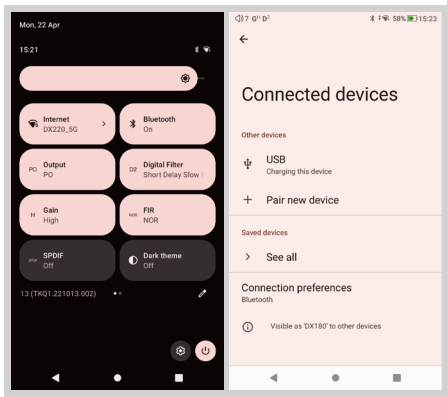 Mon, 22 Apr
15:21
Internet
DX220_5G
Bluetooth
On
PO
Output
PO
D2
Digital Filter
Short Delay Slow
H
Gain
High
NOR
FIR
NOR
SPDIF
SPDIF
Off
Dark theme
Off
13 (TKQ1.221013.002)
7 G H D 2
58% 15:23
Connected devices
Other devices
USB
Charging this device
Pair new device
Saved devices
See all
Connection preferences
Bluetooth
Visible as 'DX180' to other devices